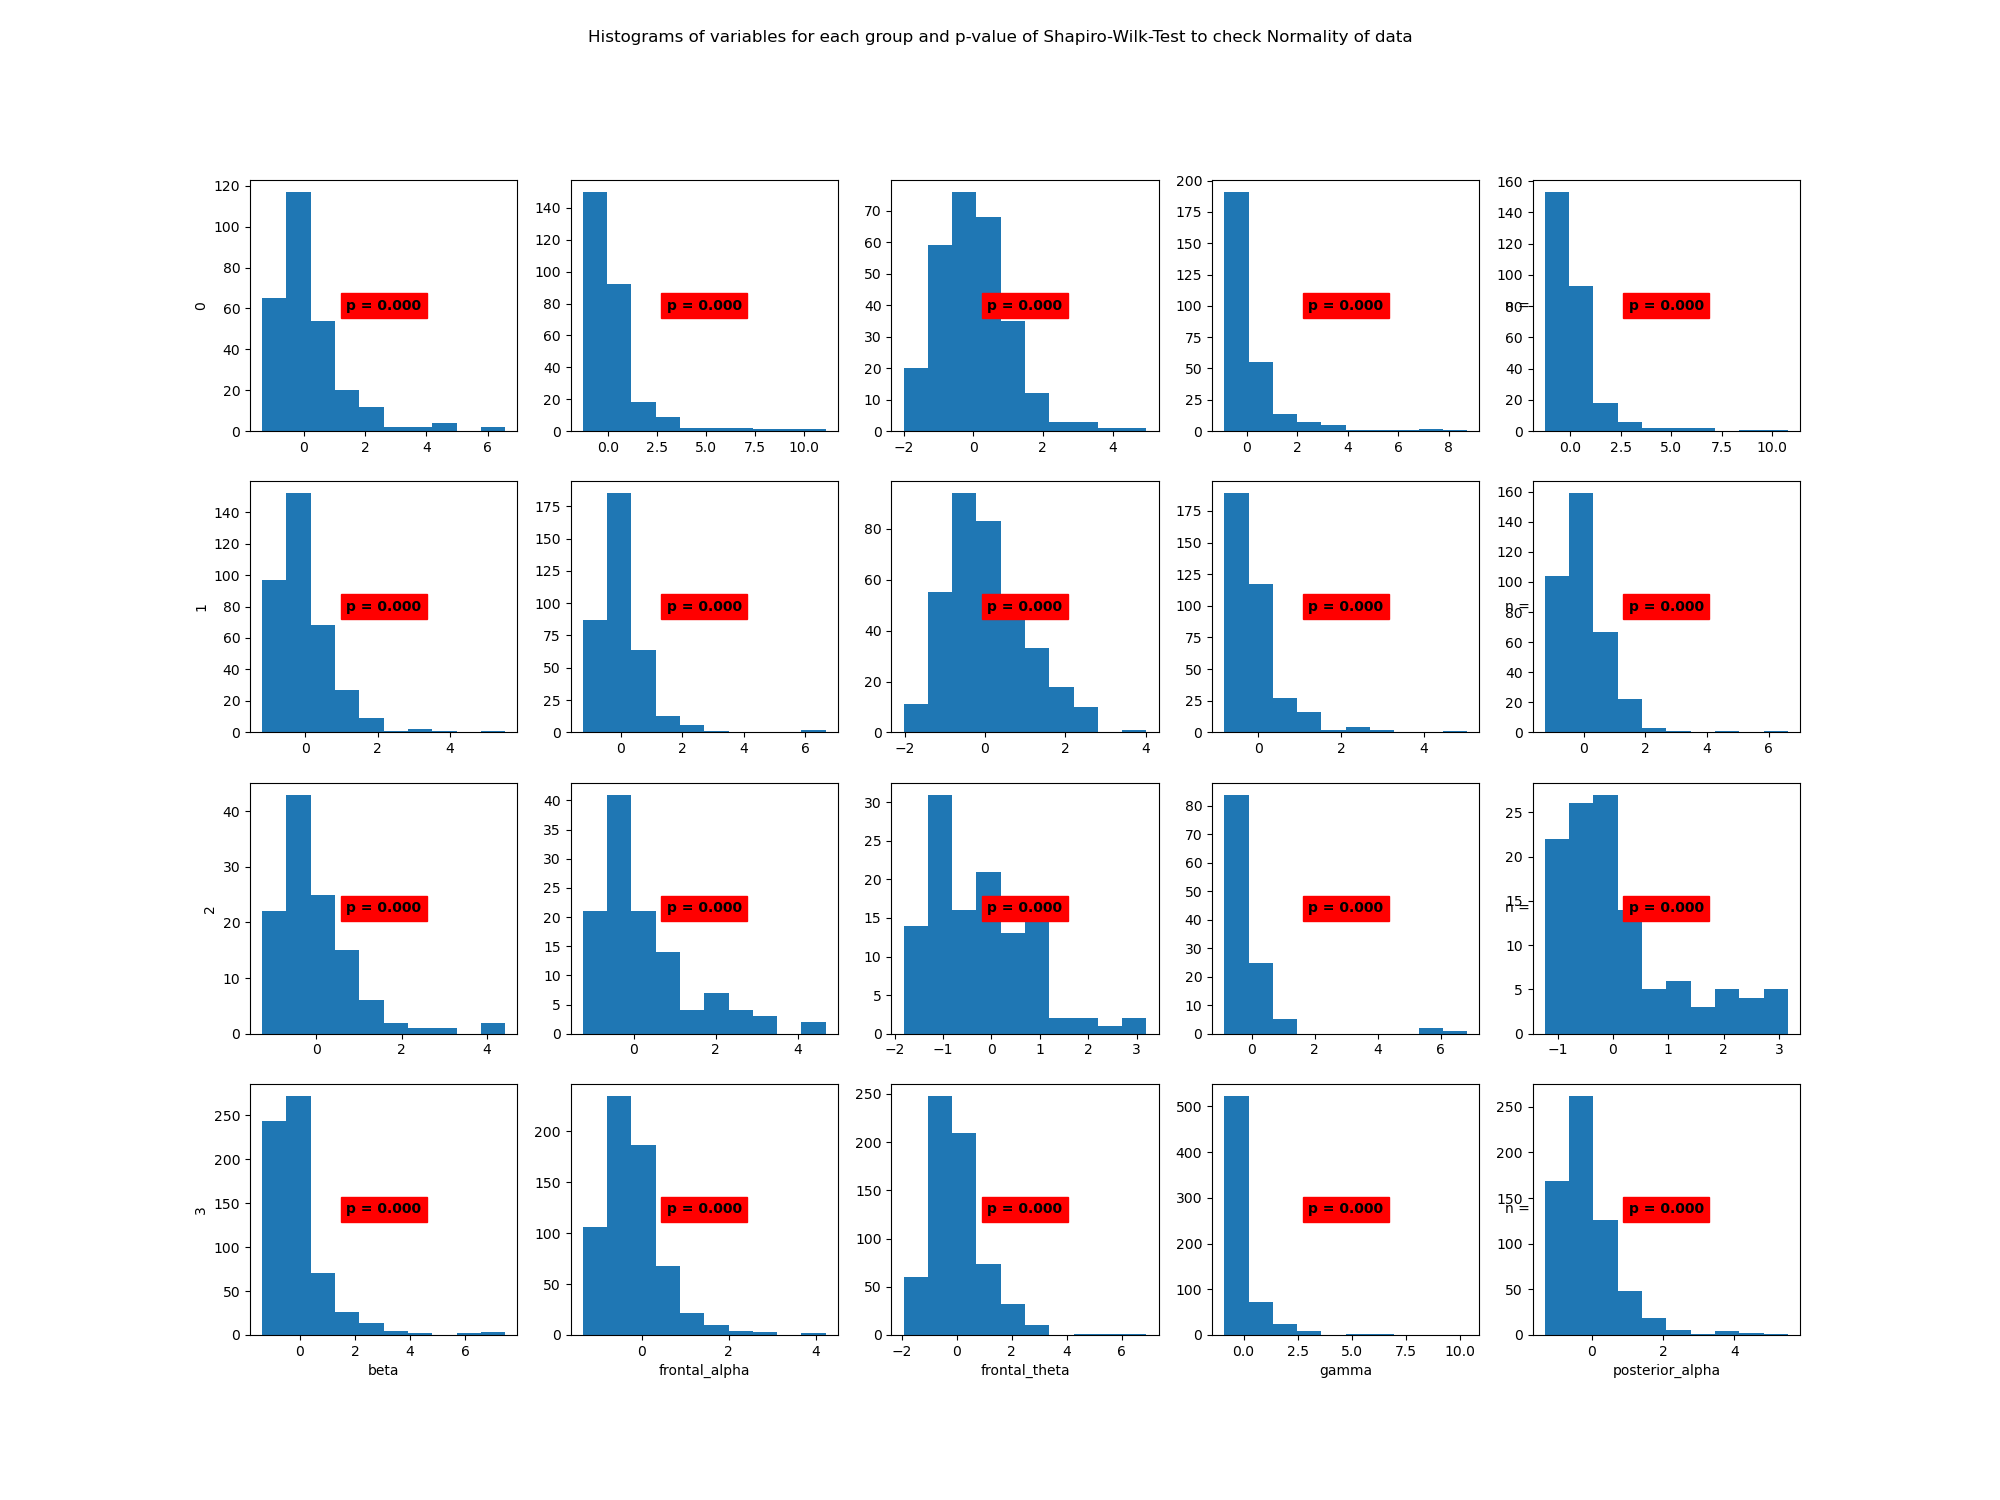 Histograms of variables for each group and p-value of Shapiro-Wilk-Test to check Normality of data
0
120 100 80 60 40 20 0
p = 0.000
0 2 4 6
140 120 100 80 60 40 20 0
p = 0.000
0.0 2.5 5.0 7.5 10.0
70 60 50 40 30 20 10 0
p = 0.000
−2 0 2 4
200 175 150 125 100 75 50 25 0
p = 0.000
0 2 4 6 8
160 140 120 100 80 60 40 20 0
n =
p = 0.000
0.0 2.5 5.0 7.5 10.0
1
140 120 100 80 60 40 20 0
p = 0.000
0 2 4
175 150 125 100 75 50 25 0
p = 0.000
0 2 4 6
80 60 40 20 0
p = 0.000
−2 0 2 4
175 150 125 100 75 50 25 0
p = 0.000
0 2 4
160 140 120 100 80 60 40 20 0
n =
p = 0.000
0 2 4 6
2
40 30 20 10 0
p = 0.000
0 2 4
40 35 30 25 20 15 10 5 0
p = 0.000
0 2 4
30 25 20 15 10 5 0
p = 0.000
−2 −1 0 1 2 3
80 70 60 50 40 30 20 10 0
p = 0.000
0 2 4 6
25 20 15 10 5 0
n =
p = 0.000
−1 0 1 2 3
3
250 200 150 100 50 0
p = 0.000
0 2 4 6
beta
200 150 100 50 0
p = 0.000
0 2 4
frontal_alpha
250 200 150 100 50 0
p = 0.000
−2 0 2 4 6
frontal_theta
500 400 300 200 100 0
p = 0.000
0.0 2.5 5.0 7.5 10.0
gamma
250 200 150 100 50 0
n =
p = 0.000
0 2 4
posterior_alpha